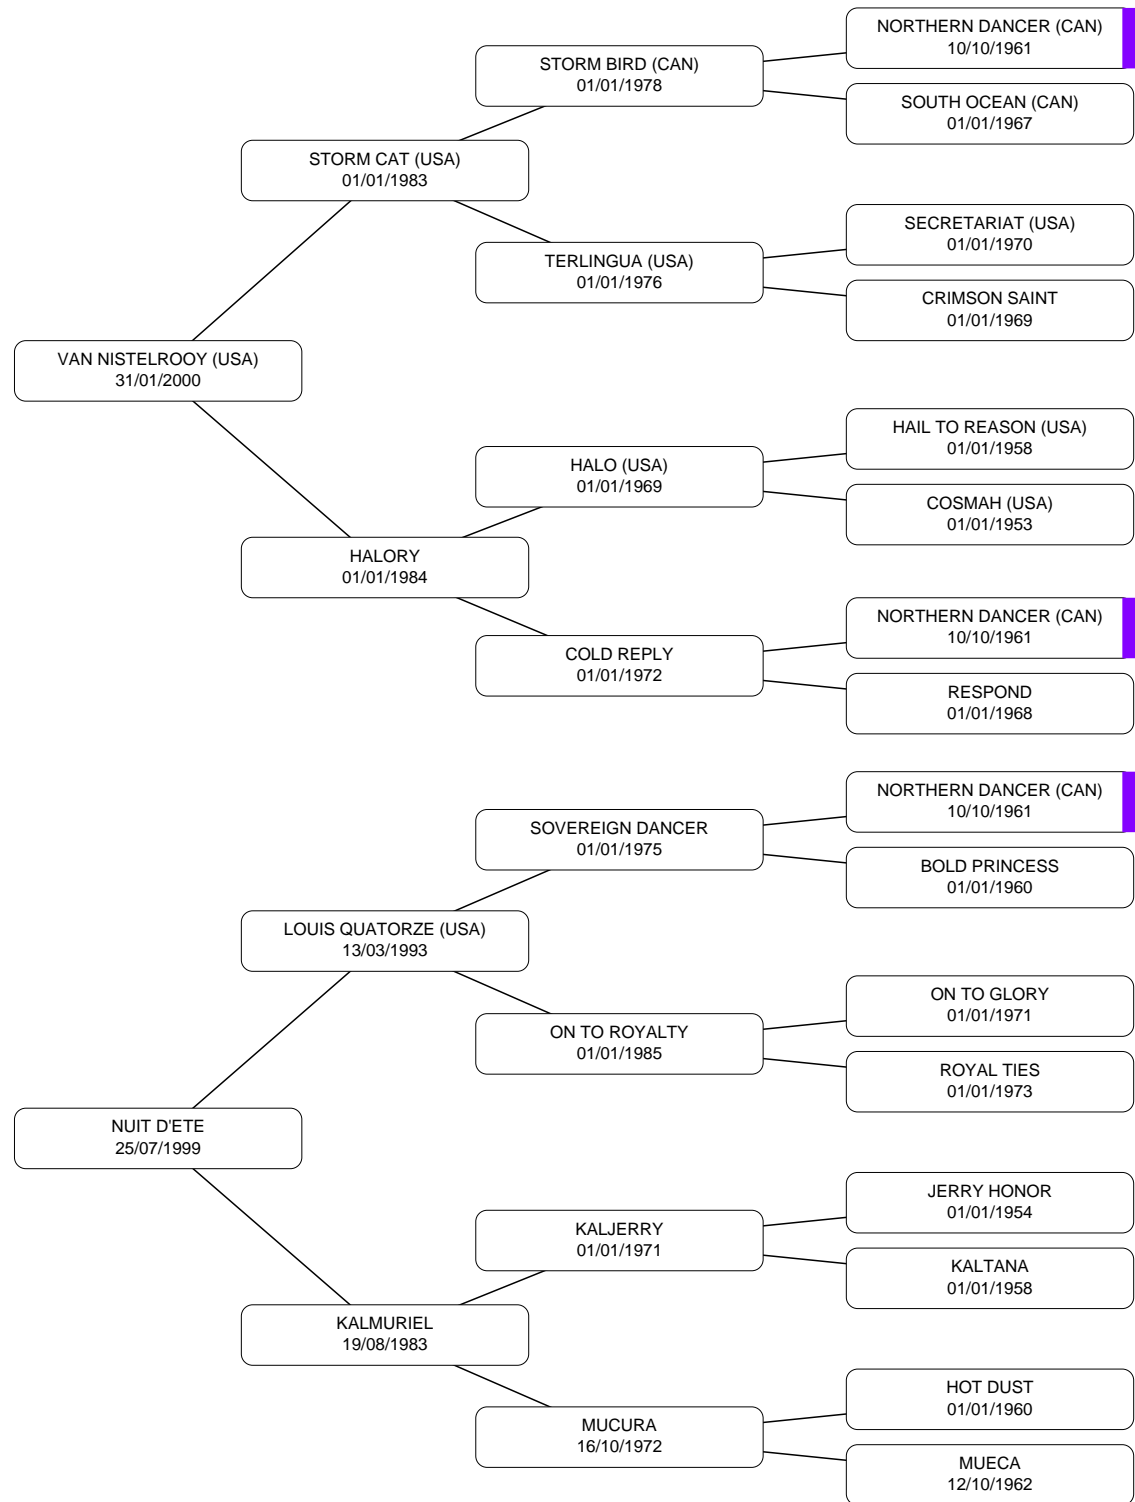 NORTHERN DANCER (CAN)
10/10/1961
STORM BIRD (CAN)
01/01/1978
SOUTH OCEAN (CAN)
01/01/1967
STORM CAT (USA)
01/01/1983
SECRETARIAT (USA)
01/01/1970
TERLINGUA (USA)
01/01/1976
CRIMSON SAINT
01/01/1969
VAN NISTELROOY (USA)
31/01/2000
HAIL TO REASON (USA)
01/01/1958
HALO (USA)
01/01/1969
COSMAH (USA)
01/01/1953
HALORY
01/01/1984
NORTHERN DANCER (CAN)
10/10/1961
COLD REPLY
01/01/1972
RESPOND
01/01/1968
NORTHERN DANCER (CAN)
10/10/1961
SOVEREIGN DANCER
01/01/1975
BOLD PRINCESS
01/01/1960
LOUIS QUATORZE (USA)
13/03/1993
ON TO GLORY
01/01/1971
ON TO ROYALTY
01/01/1985
ROYAL TIES
01/01/1973
NUIT D'ETE
25/07/1999
JERRY HONOR
01/01/1954
KALJERRY
01/01/1971
KALTANA
01/01/1958
KALMURIEL
19/08/1983
HOT DUST
01/01/1960
MUCURA
16/10/1972
MUECA
12/10/1962